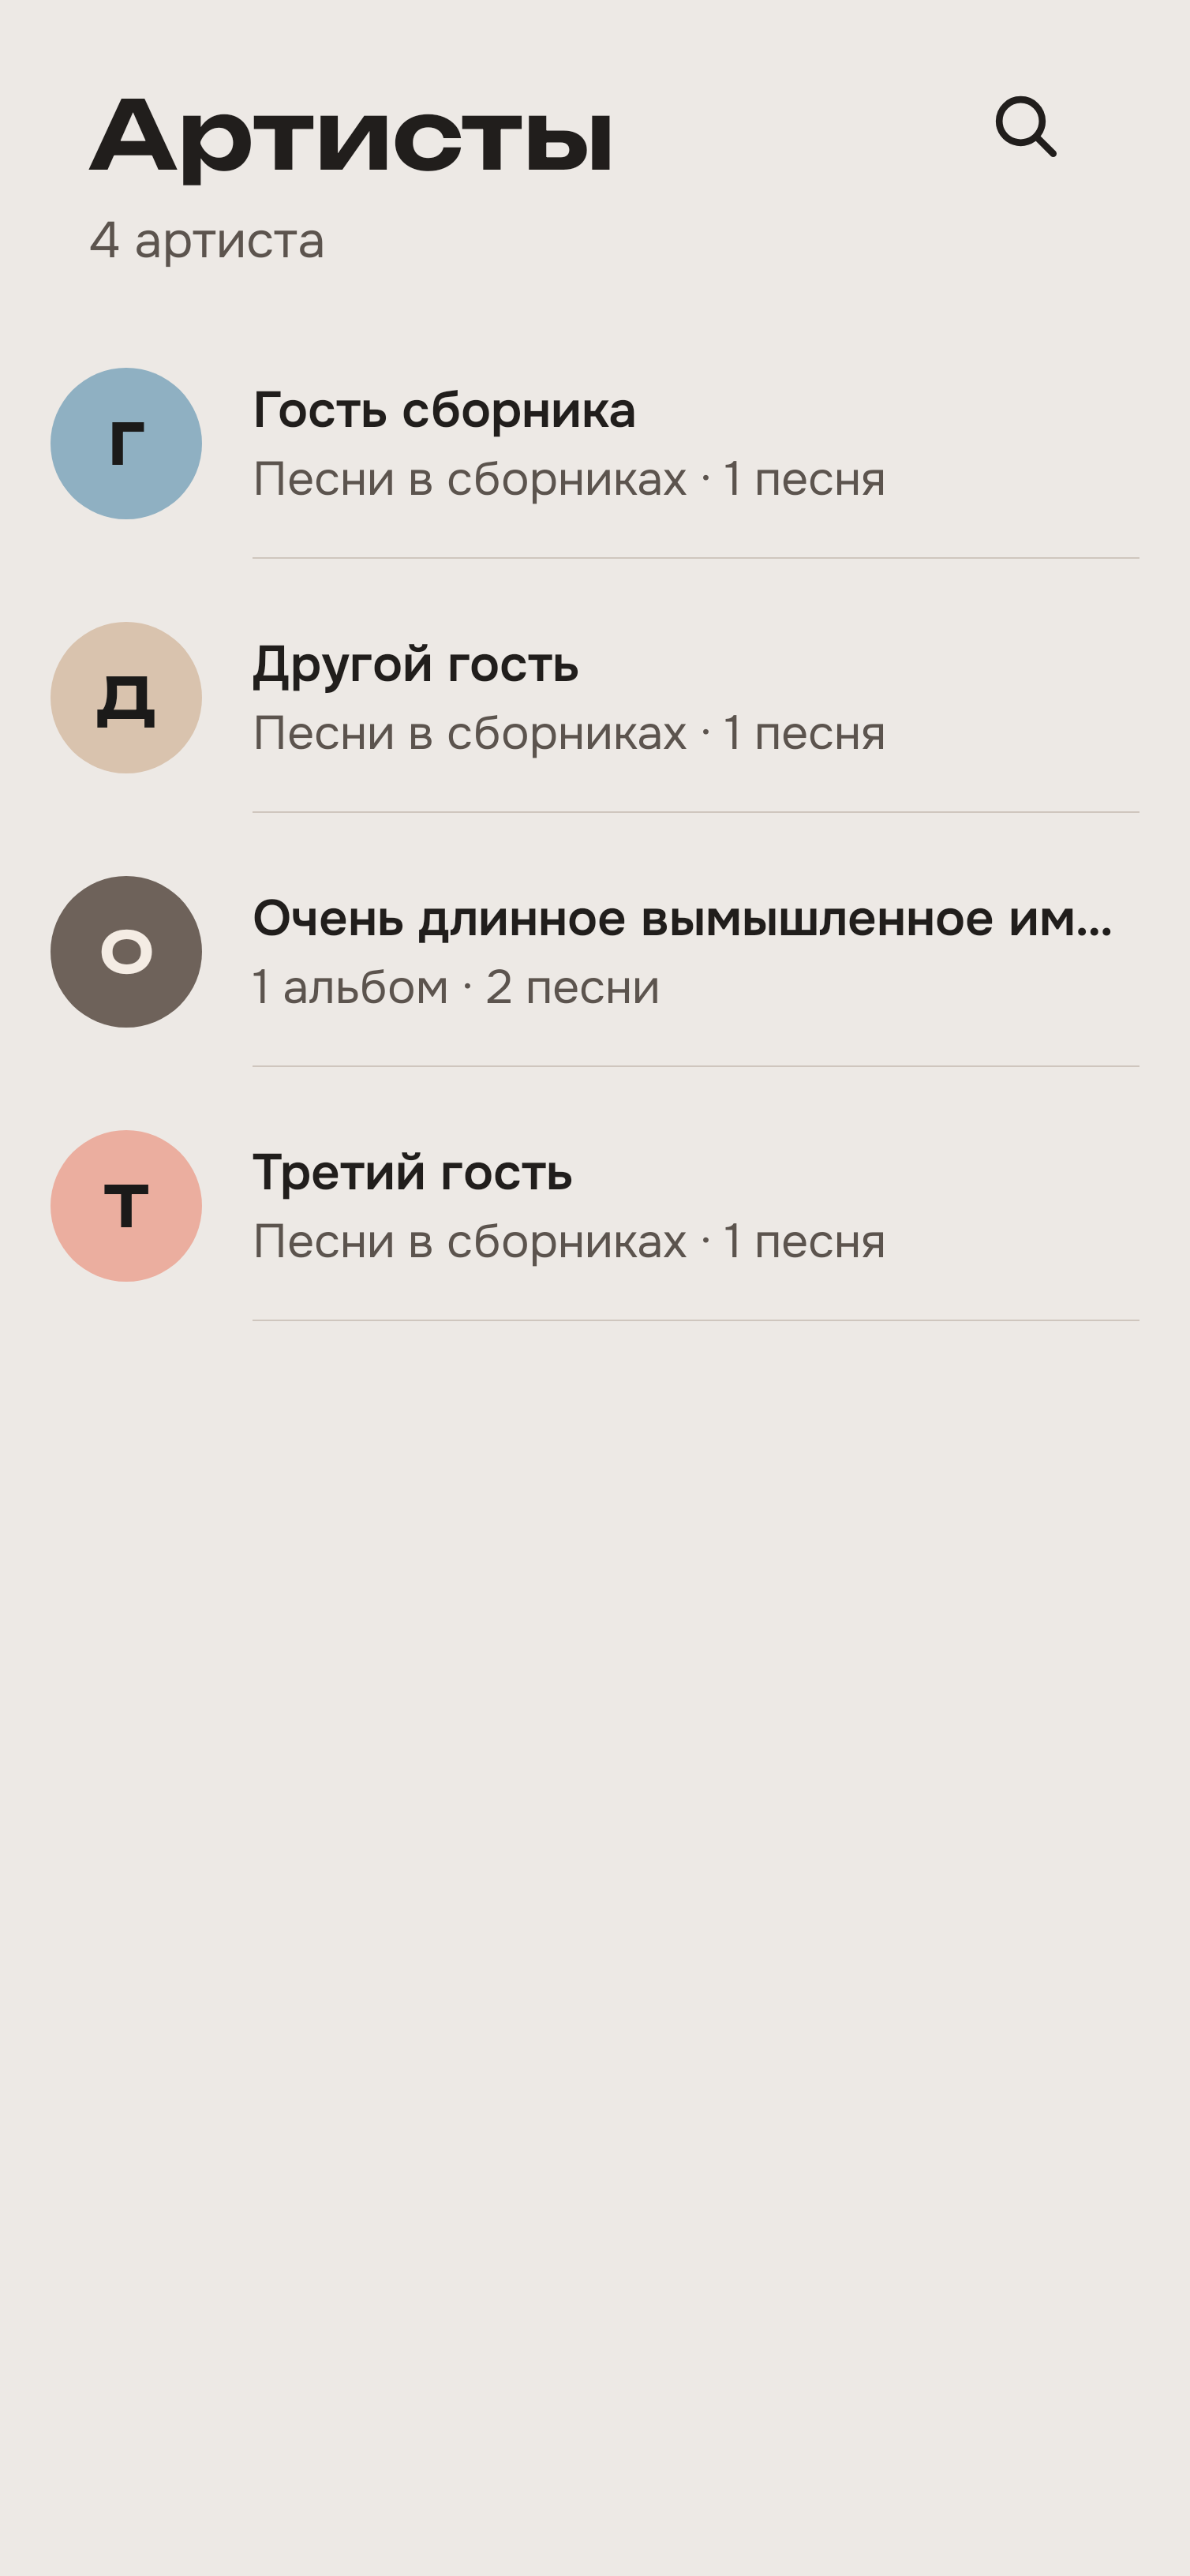 Артисты
4 артиста
Г
Гость сборника
Песни в сборниках · 1 песня
Д
Другой гость
Песни в сборниках · 1 песня
О
Очень длинное вымышленное им...
1 альбом · 2 песни
Т
Третий гость
Песни в сборниках · 1 песня